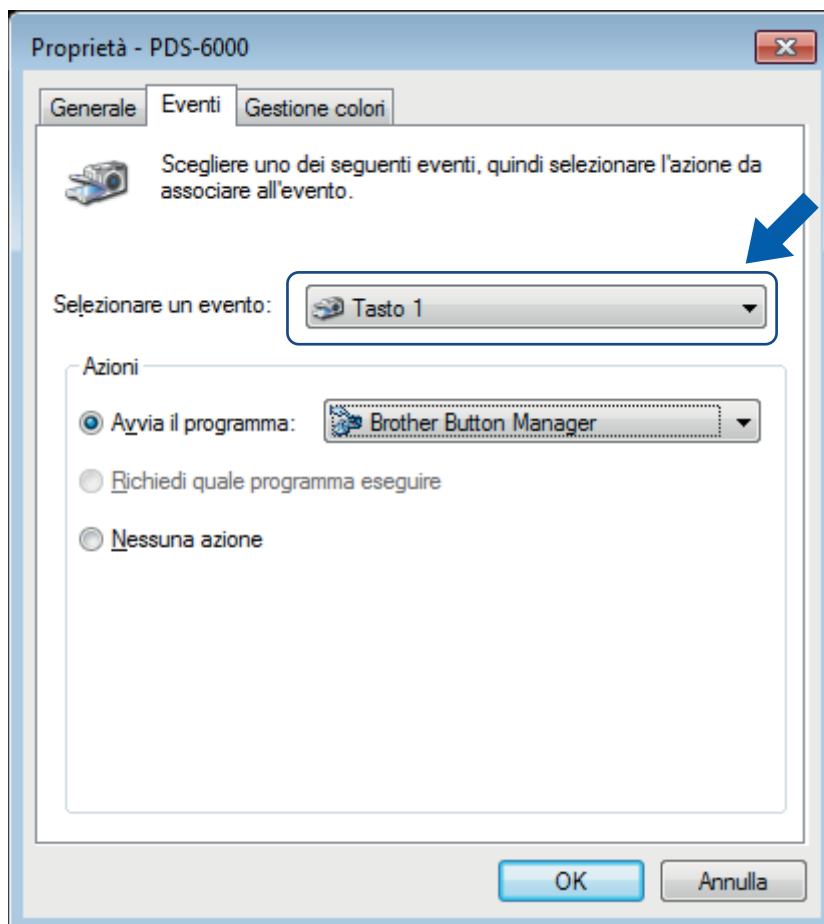 Proprietà - PDS-6000
Generale Eventi Gestione colori
Scegliere uno dei seguenti eventi, quindi selezionare l'azione da
associare all'evento.
Selezionare un evento: Tasto 1
Azioni
Avvia il programma: Brother Button Manager
Richiedi quale programma eseguire
Nessuna azione
OK Annulla